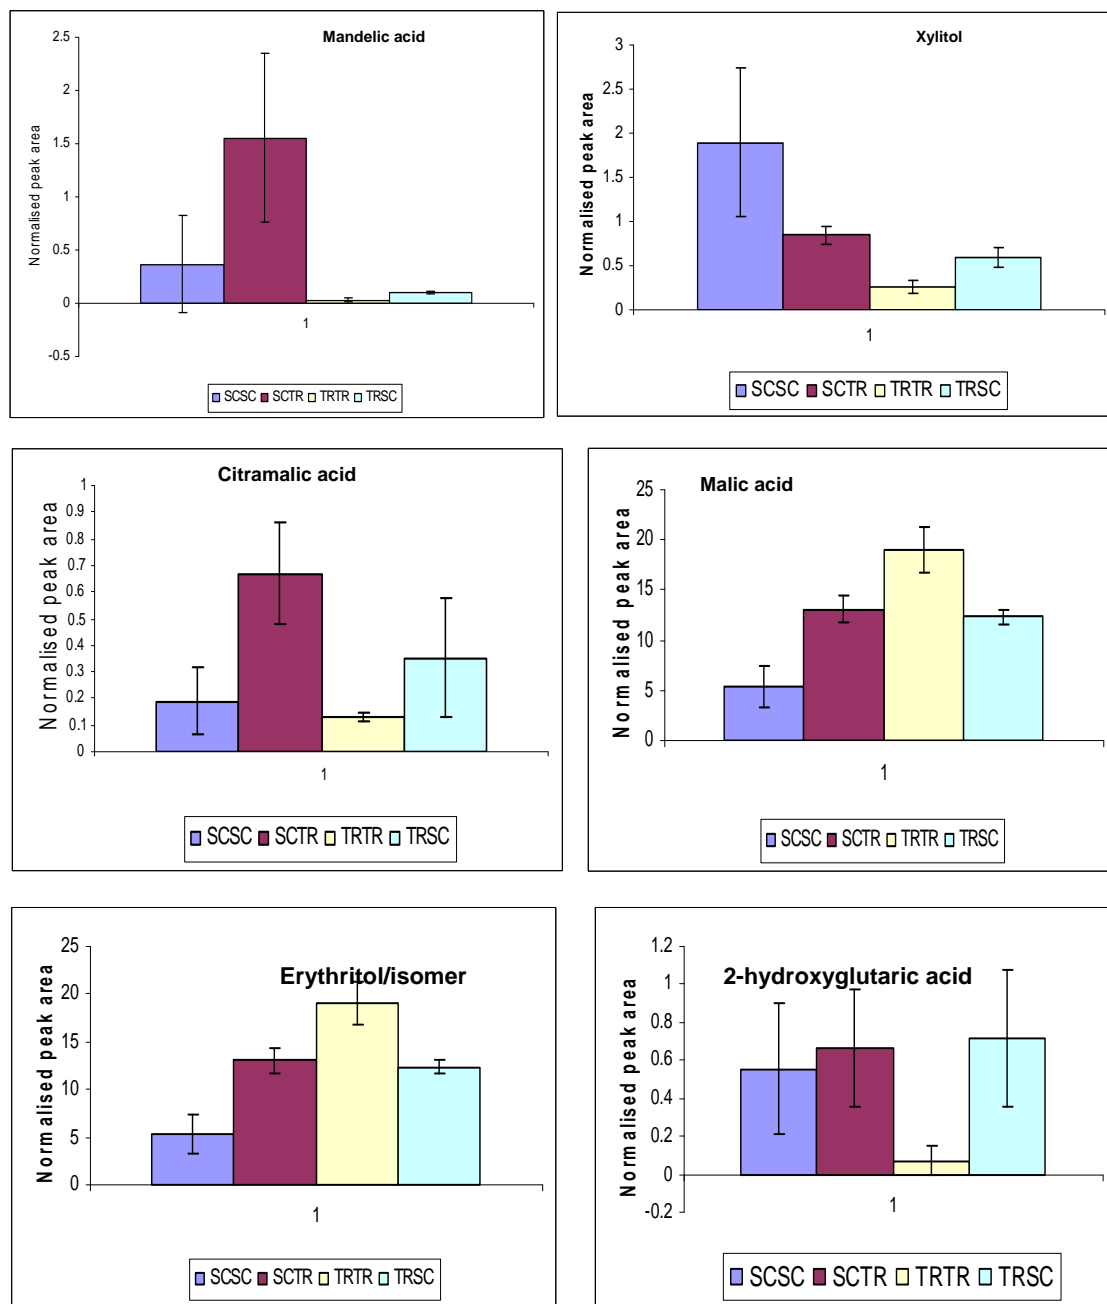 Mandelic acid
Normalised peak area
2.5
2
1.5
1
0.5
0
-0.5
1
SCSC SCTR TRTR TRSC
Xylitol
Normalised peak area
3
2.5
2
1.5
1
0.5
0
1
SCSC SCTR TRTR TRSC
Citramalic acid
Normalised peak area
1
0.9
0.8
0.7
0.6
0.5
0.4
0.3
0.2
0.1
0
1
SCSC SCTR TRTR TRSC
Malic acid
Normalised peak area
25
20
15
10
5
0
1
SCSC SCTR TRTR TRSC
Erythritol/isomer
Normalised peak area
25
20
15
10
5
0
1
SCSC SCTR TRTR TRSC
2-hydroxyglutaric acid
Normalised peak area
1.2
1
0.8
0.6
0.4
0.2
0
-0.2
1
SCSC SCTR TRTR TRSC